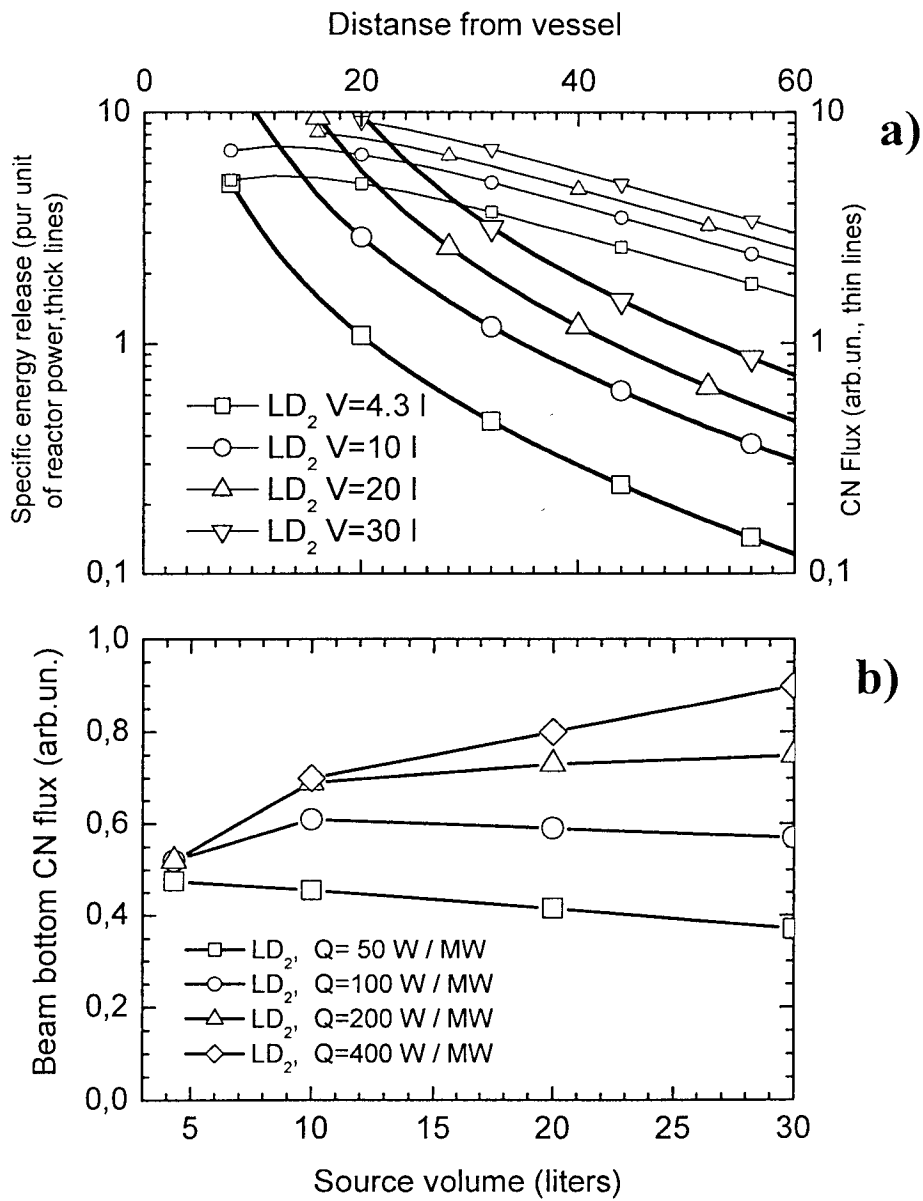 Distanse from vessel
0 20 40 60
10 10
1 1
0,1 0,1
Specific energy release (pur unit
of reactor power,thick lines)
CN Flux (arb.un., thin lines)
a)
LD₂ V=4.3 l
LD₂ V=10 l
LD₂ V=20 l
LD₂ V=30 l
b)
1,0
0,8
0,6
0,4
0,2
0,0
Beam bottom CN flux (arb.un.)
LD₂, Q= 50 W / MW
LD₂, Q=100 W / MW
LD₂, Q=200 W / MW
LD₂, Q=400 W / MW
5 10 15 20 25 30
Source volume (liters)